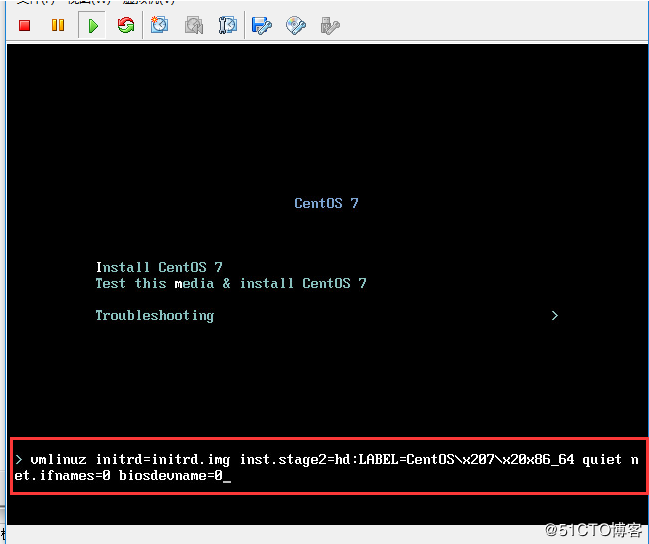 CentOS 7
Install CentOS 7
Test this media & install CentOS 7
Troubleshooting >
> vmlinuz initrd=initrd.img inst.stage2=hd:LABEL=CentOS\x207\x20x86_64 quiet n
et.ifnames=0 biosdevname=0_
@51CTO博客